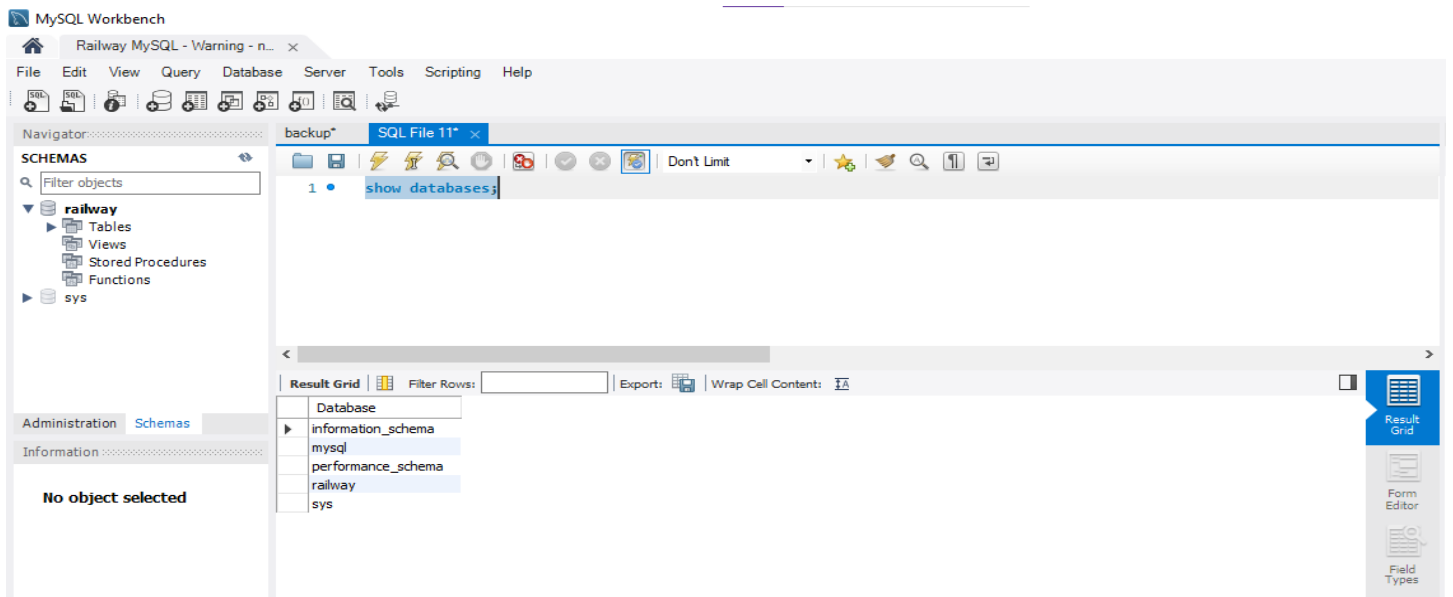 MySQL Workbench
Railway MySQL - Warning - n... ×
File Edit View Query Database Server Tools Scripting Help
Navigator
SCHEMAS
Filter objects
railway
Tables
Views
Stored Procedures
Functions
sys
Administration Schemas
Information
No object selected
backup* SQL File 11* ×
Don't Limit
1 show databases;
Result Grid Filter Rows: Export: Wrap Cell Content: IA
Database
information_schema
mysql
performance_schema
railway
sys
Result
Grid
Form
Editor
Field
Types